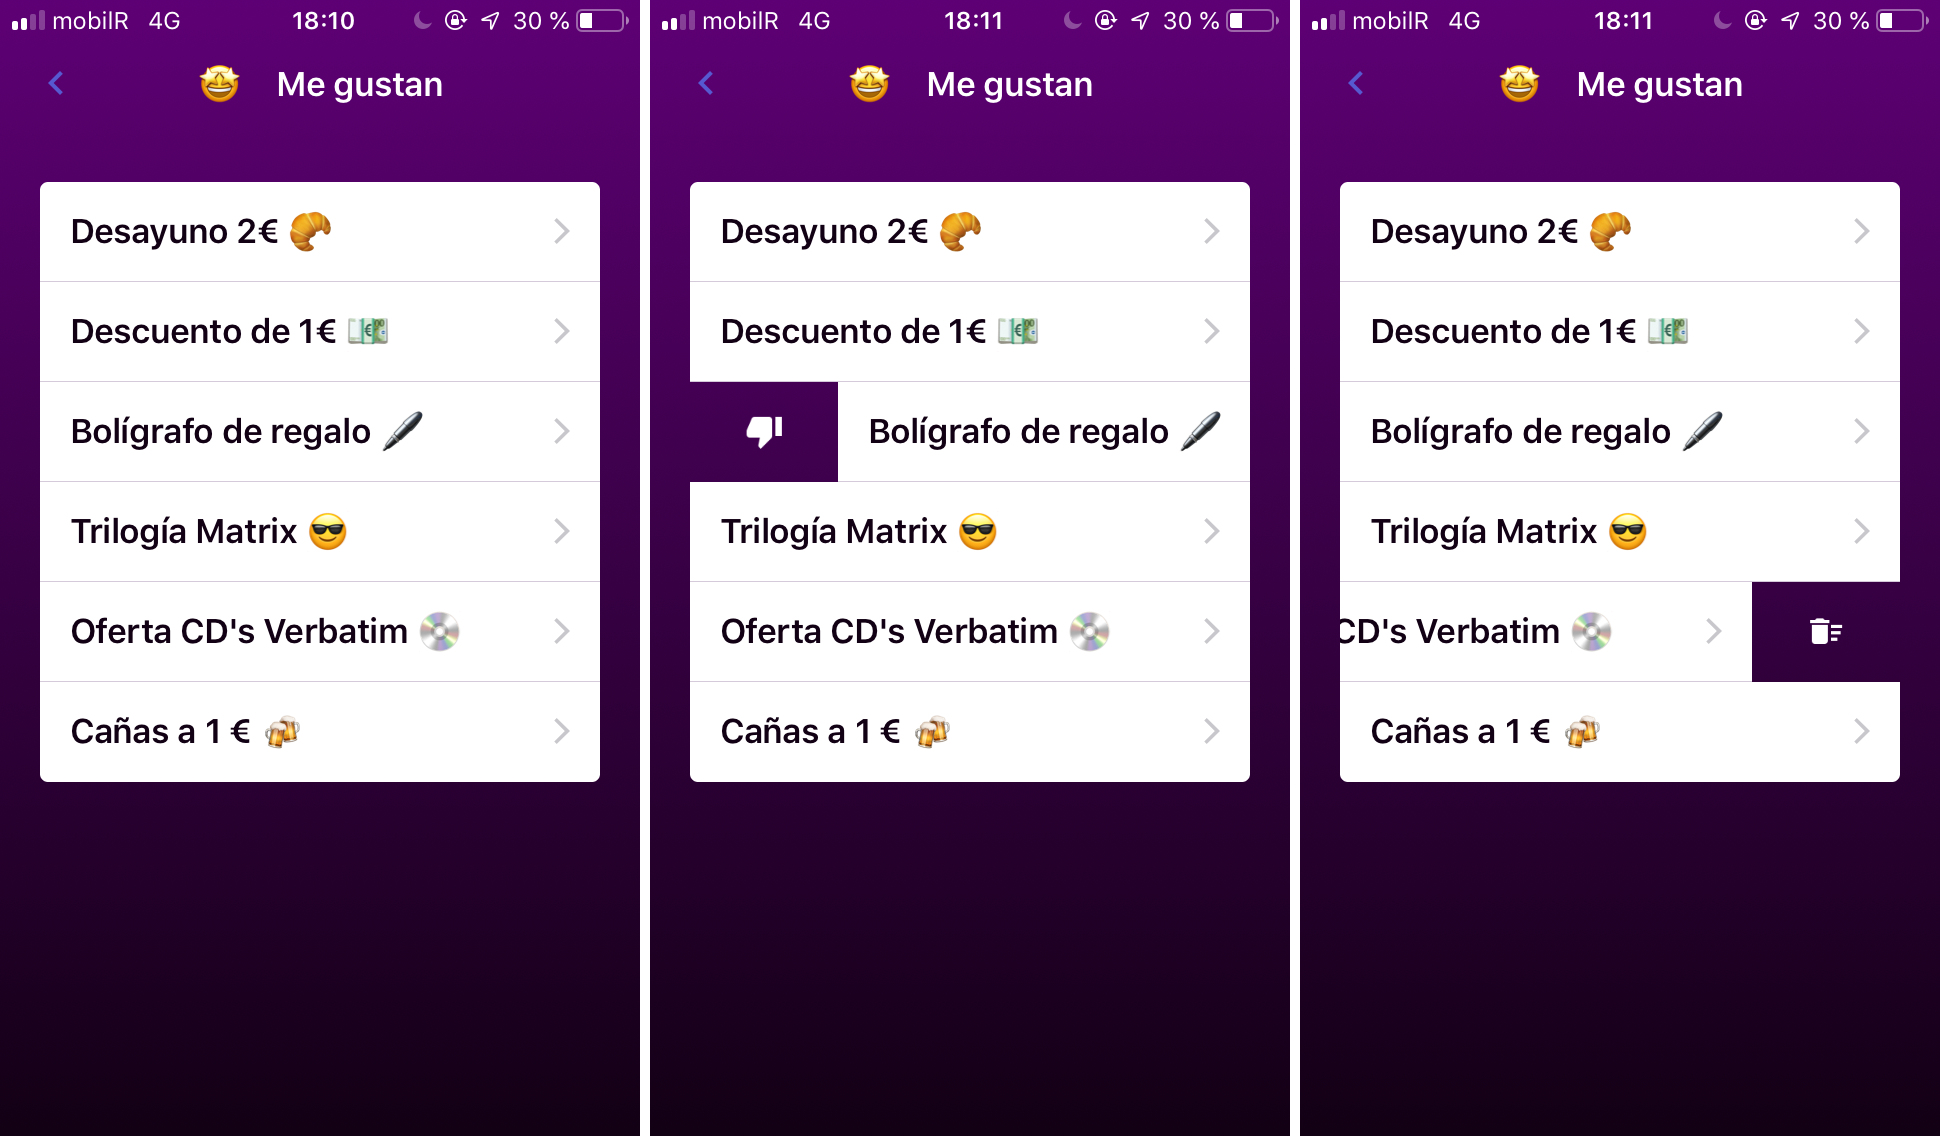 mobilR 4G 18:10 30 %
🤩 Me gustan
Desayuno 2€ 🥐
Descuento de 1€ 💶
Bolígrafo de regalo 🖊️
Trilogía Matrix 😎
Oferta CD's Verbatim 💿
Cañas a 1 € 🍻
mobilR 4G 18:11 30 %
🤩 Me gustan
Desayuno 2€ 🥐
Descuento de 1€ 💶
Bolígrafo de regalo 🖊️
Trilogía Matrix 😎
Oferta CD's Verbatim 💿
Cañas a 1 € 🍻
mobilR 4G 18:11 30 %
🤩 Me gustan
Desayuno 2€ 🥐
Descuento de 1€ 💶
Bolígrafo de regalo 🖊️
Trilogía Matrix 😎
CD's Verbatim 💿
Cañas a 1 € 🍻